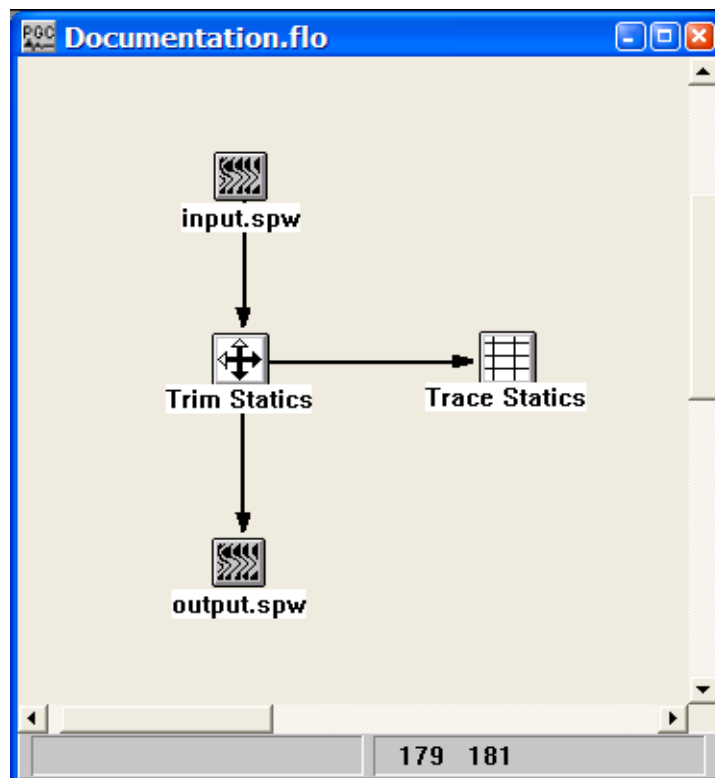 PGC
Documentation.flo
input.spw
Trim Statics
Trace Statics
output.spw
179 181